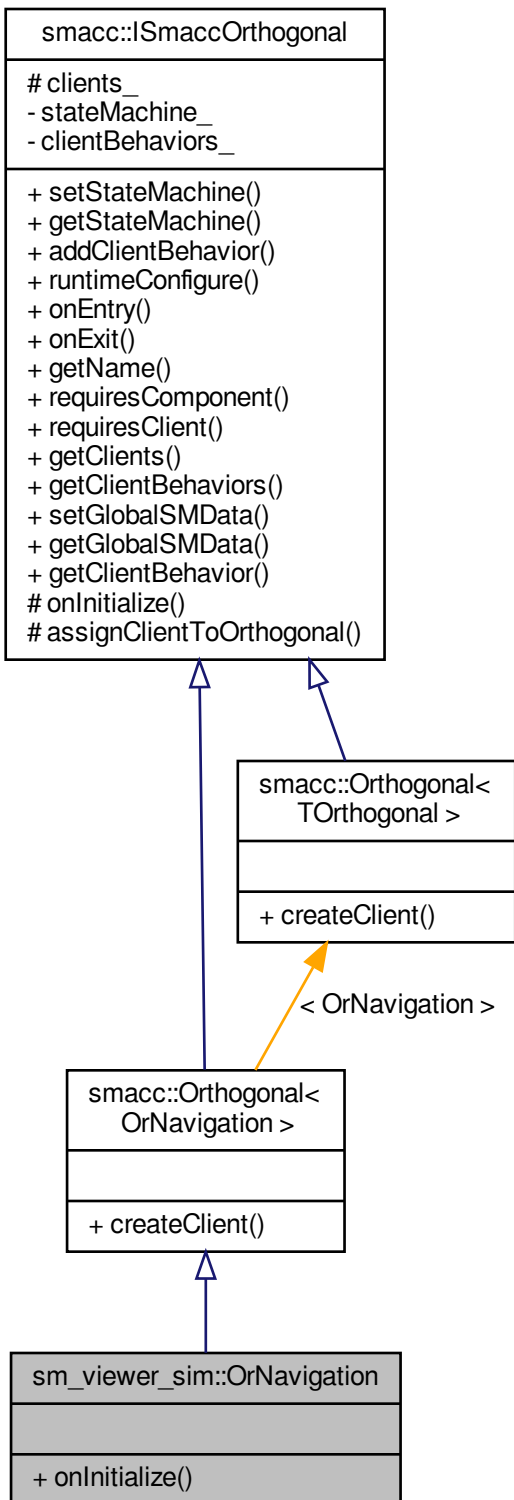 smacc::ISmaccOrthogonal
# clients_
- stateMachine_
- clientBehaviors_
+ setStateMachine()
+ getStateMachine()
+ addClientBehavior()
+ runtimeConfigure()
+ onEntry()
+ onExit()
+ getName()
+ requiresComponent()
+ requiresClient()
+ getClients()
+ getClientBehaviors()
+ setGlobalSMData()
+ getGlobalSMData()
+ getClientBehavior()
# onInitialize()
# assignClientToOrthogonal()
smacc::Orthogonal<
TOrthogonal >
+ createClient()
< OrNavigation >
smacc::Orthogonal<
OrNavigation >
+ createClient()
sm_viewer_sim::OrNavigation
+ onInitialize()